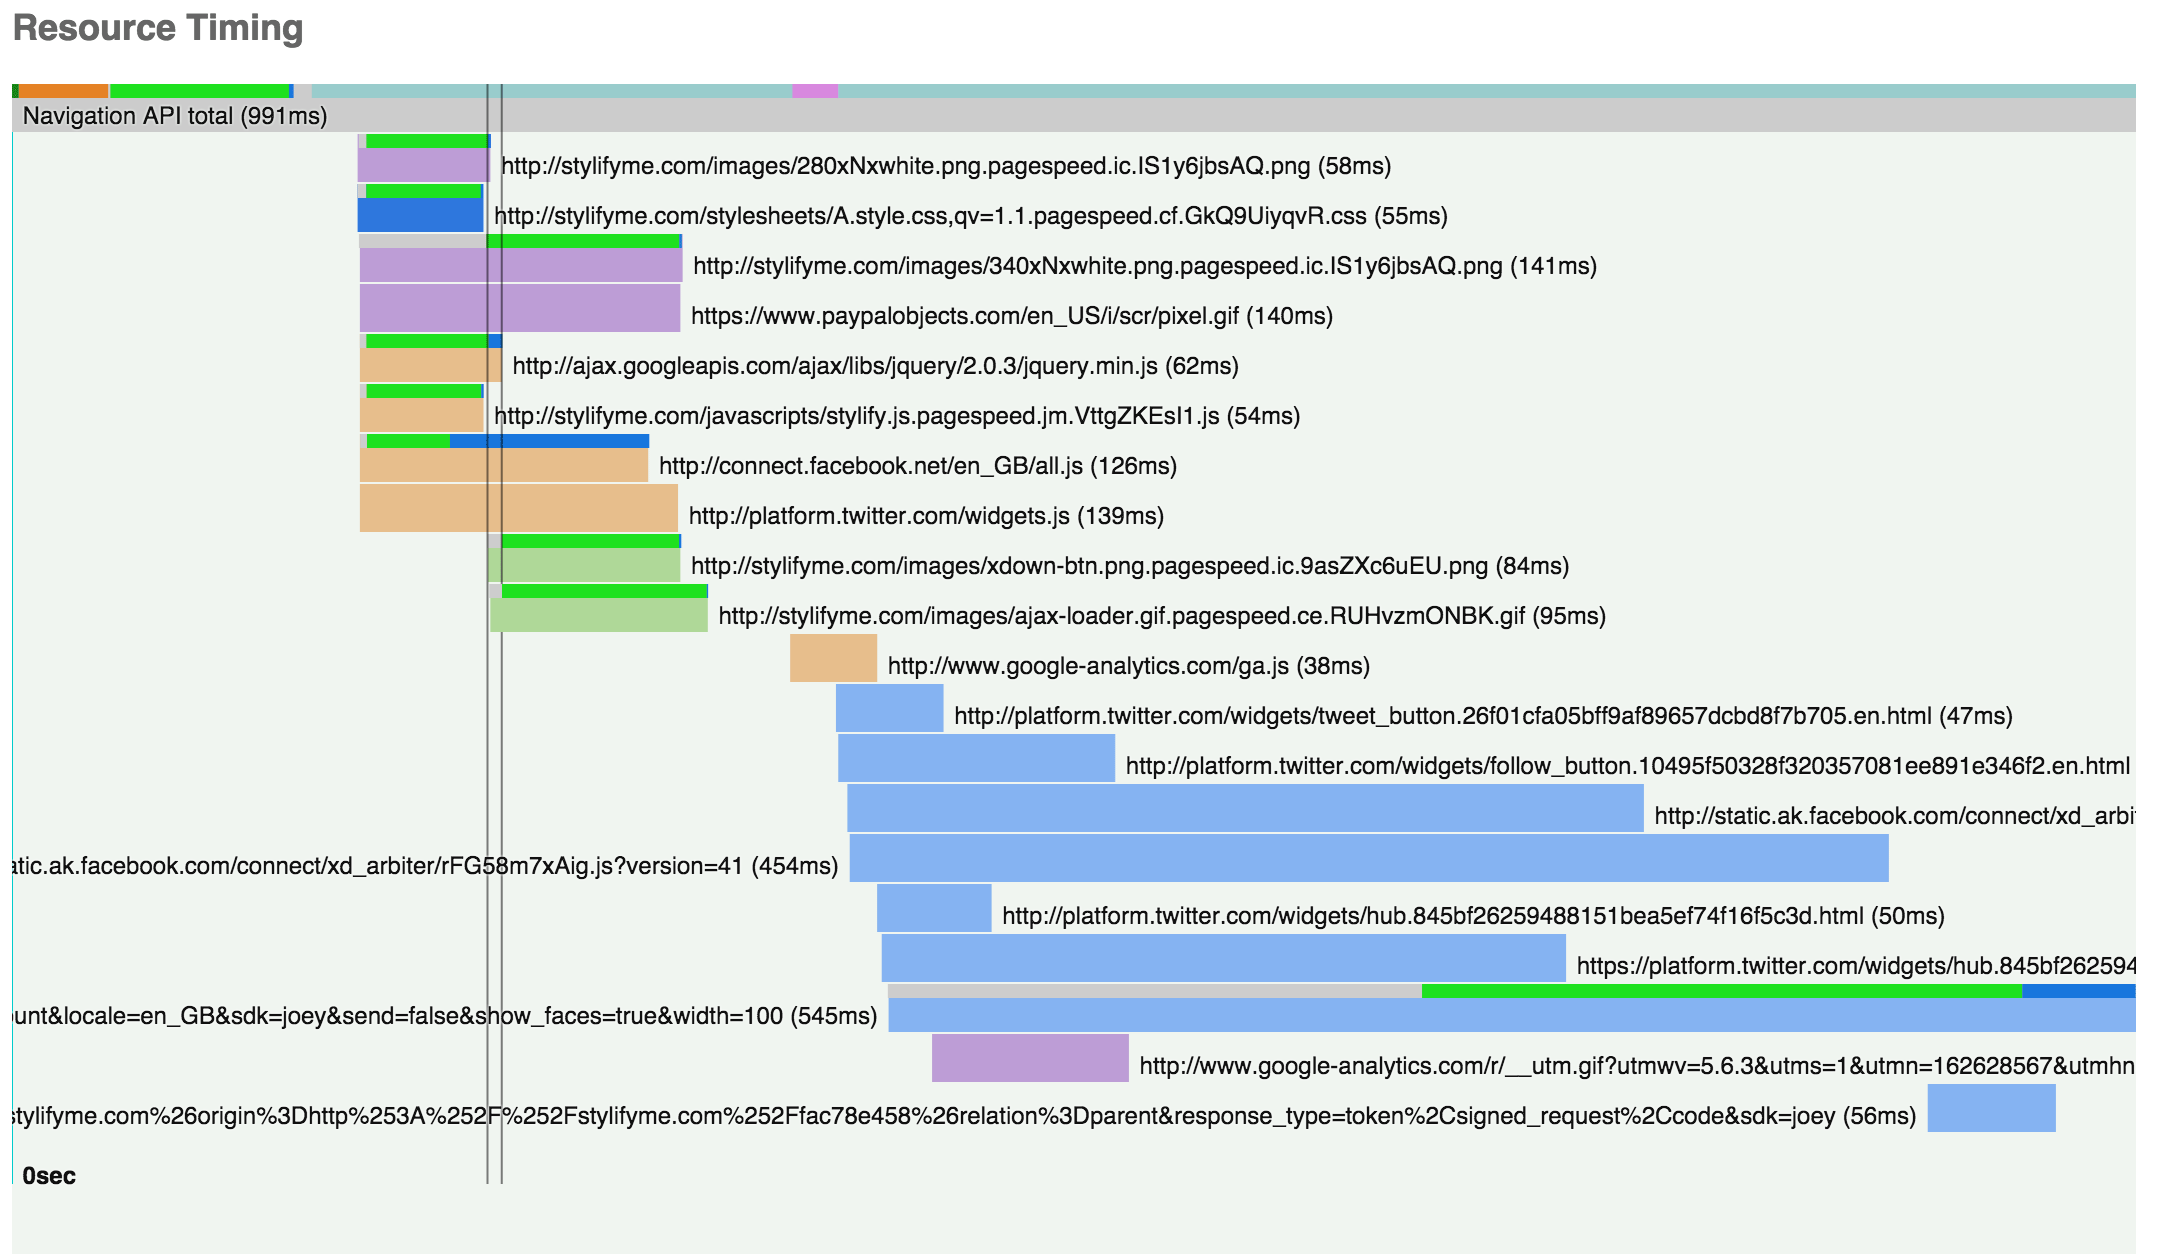 Resource Timing
Navigation API total (991ms)
http://stylifyme.com/images/280xNxwhite.png.pagespeed.ic.IS1y6jbsAQ.png (58ms)
http://stylifyme.com/stylesheets/A.style.css,qv=1.1.pagespeed.cf.GkQ9UiyqvR.css (55ms)
http://stylifyme.com/images/340xNxwhite.png.pagespeed.ic.IS1y6jbsAQ.png (141ms)
https://www.paypalobjects.com/en_US/i/scr/pixel.gif (140ms)
http://ajax.googleapis.com/ajax/libs/jquery/2.0.3/jquery.min.js (62ms)
http://stylifyme.com/javascripts/stylify.js.pagespeed.jm.VttgZKEsI1.js (54ms)
http://connect.facebook.net/en_GB/all.js (126ms)
http://platform.twitter.com/widgets.js (139ms)
http://stylifyme.com/images/xdown-btn.png.pagespeed.ic.9asZXc6uEU.png (84ms)
http://stylifyme.com/images/ajax-loader.gif.pagespeed.ce.RUHvzmONBK.gif (95ms)
http://www.google-analytics.com/ga.js (38ms)
http://platform.twitter.com/widgets/tweet_button.26f01cfa05bff9af89657dcbd8f7b705.en.html (47ms)
http://platform.twitter.com/widgets/follow_button.10495f50328f320357081ee891e346f2.en.html
http://static.ak.facebook.com/connect/xd_arbi
atic.ak.facebook.com/connect/xd_arbiter/rFG58m7xAig.js?version=41 (454ms)
http://platform.twitter.com/widgets/hub.845bf26259488151bea5ef74f16f5c3d.html (50ms)
https://platform.twitter.com/widgets/hub.845bf262594
unt&locale=en_GB&sdk=joey&send=false&show_faces=true&width=100 (545ms)
http://www.google-analytics.com/r/__utm.gif?utmwv=5.6.3&utms=1&utmn=162628567&utmhn
stylifyme.com%26origin%3Dhttp%253A%252F%252Fstylifyme.com%252Ffac78e458%26relation%3Dparent&response_type=token%2Csigned_request%2Ccode&sdk=joey (56ms)
0sec